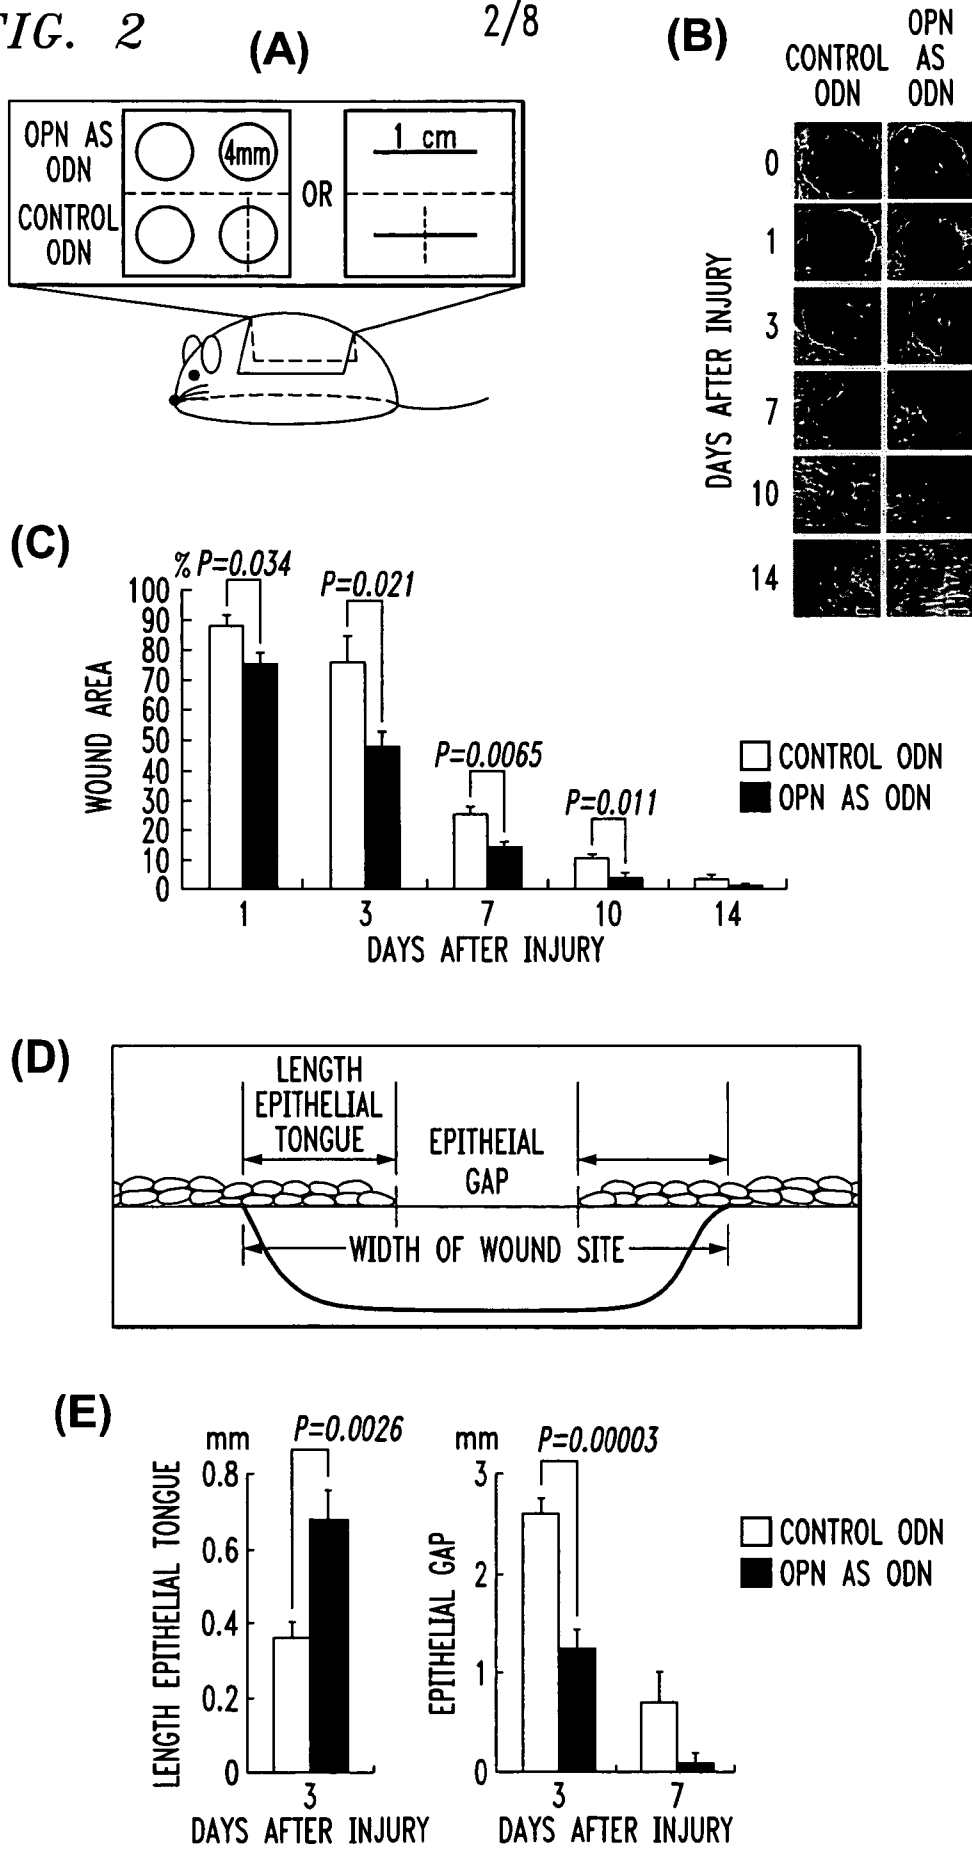 FIG. 2
2/8
(A)
OPN AS
ODN
4mm
CONTROL
ODN
OR
1 cm
(B)
CONTROL
ODN
OPN
AS
ODN
DAYS AFTER INJURY
0
1
3
7
10
14
(C)
% P=0.034
P=0.021
P=0.0065
P=0.011
WOUND AREA
100
90
80
70
60
50
40
30
20
10
0
1 3 7 10 14
DAYS AFTER INJURY
CONTROL ODN
OPN AS ODN
(D)
LENGTH
EPITHELIAL
TONGUE
EPITHEIAL
GAP
WIDTH OF WOUND SITE
(E)
mm
P=0.0026
LENGTH EPITHELIAL TONGUE
0.8
0.6
0.4
0.2
0
3
DAYS AFTER INJURY
mm
P=0.00003
EPITHELIAL GAP
3
2
1
0
3 7
DAYS AFTER INJURY
CONTROL ODN
OPN AS ODN